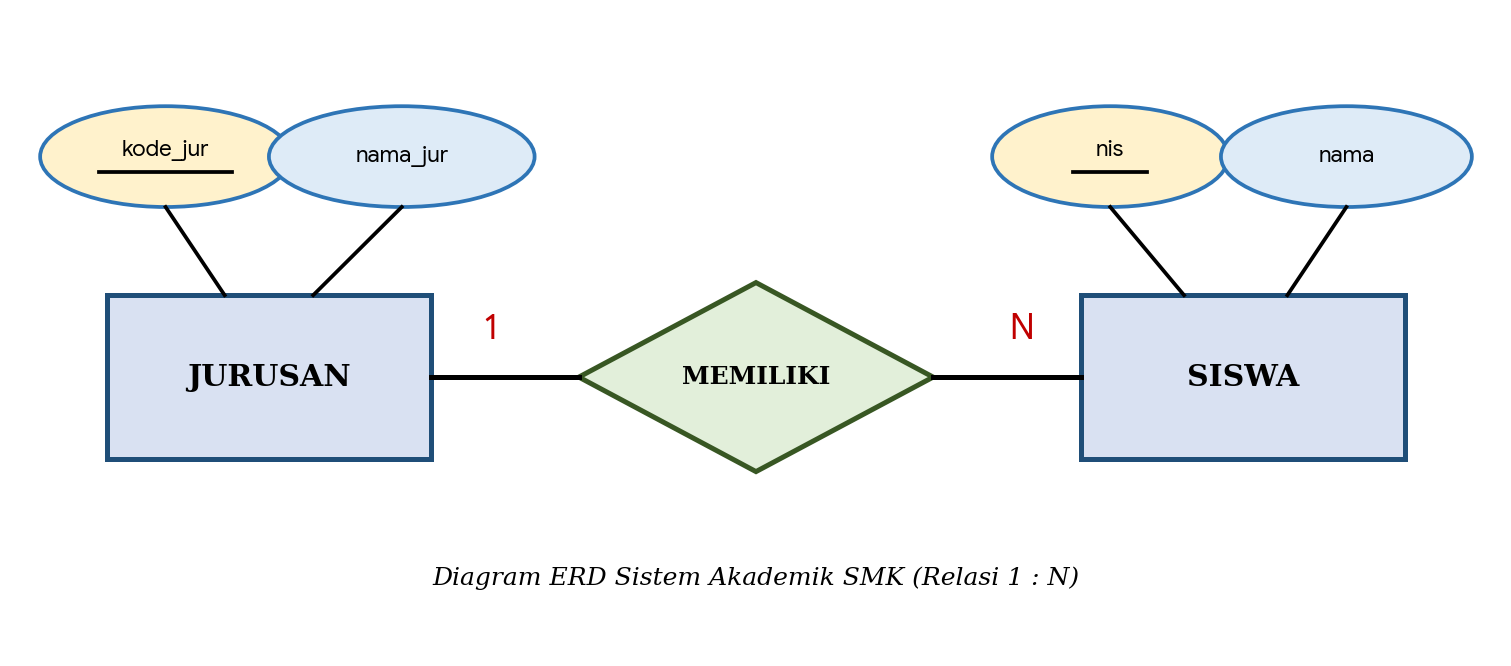 kode_jur
nama_jur
nis
nama
JURUSAN
1
MEMILIKI
N
SISWA
Diagram ERD Sistem Akademik SMK (Relasi 1 : N)